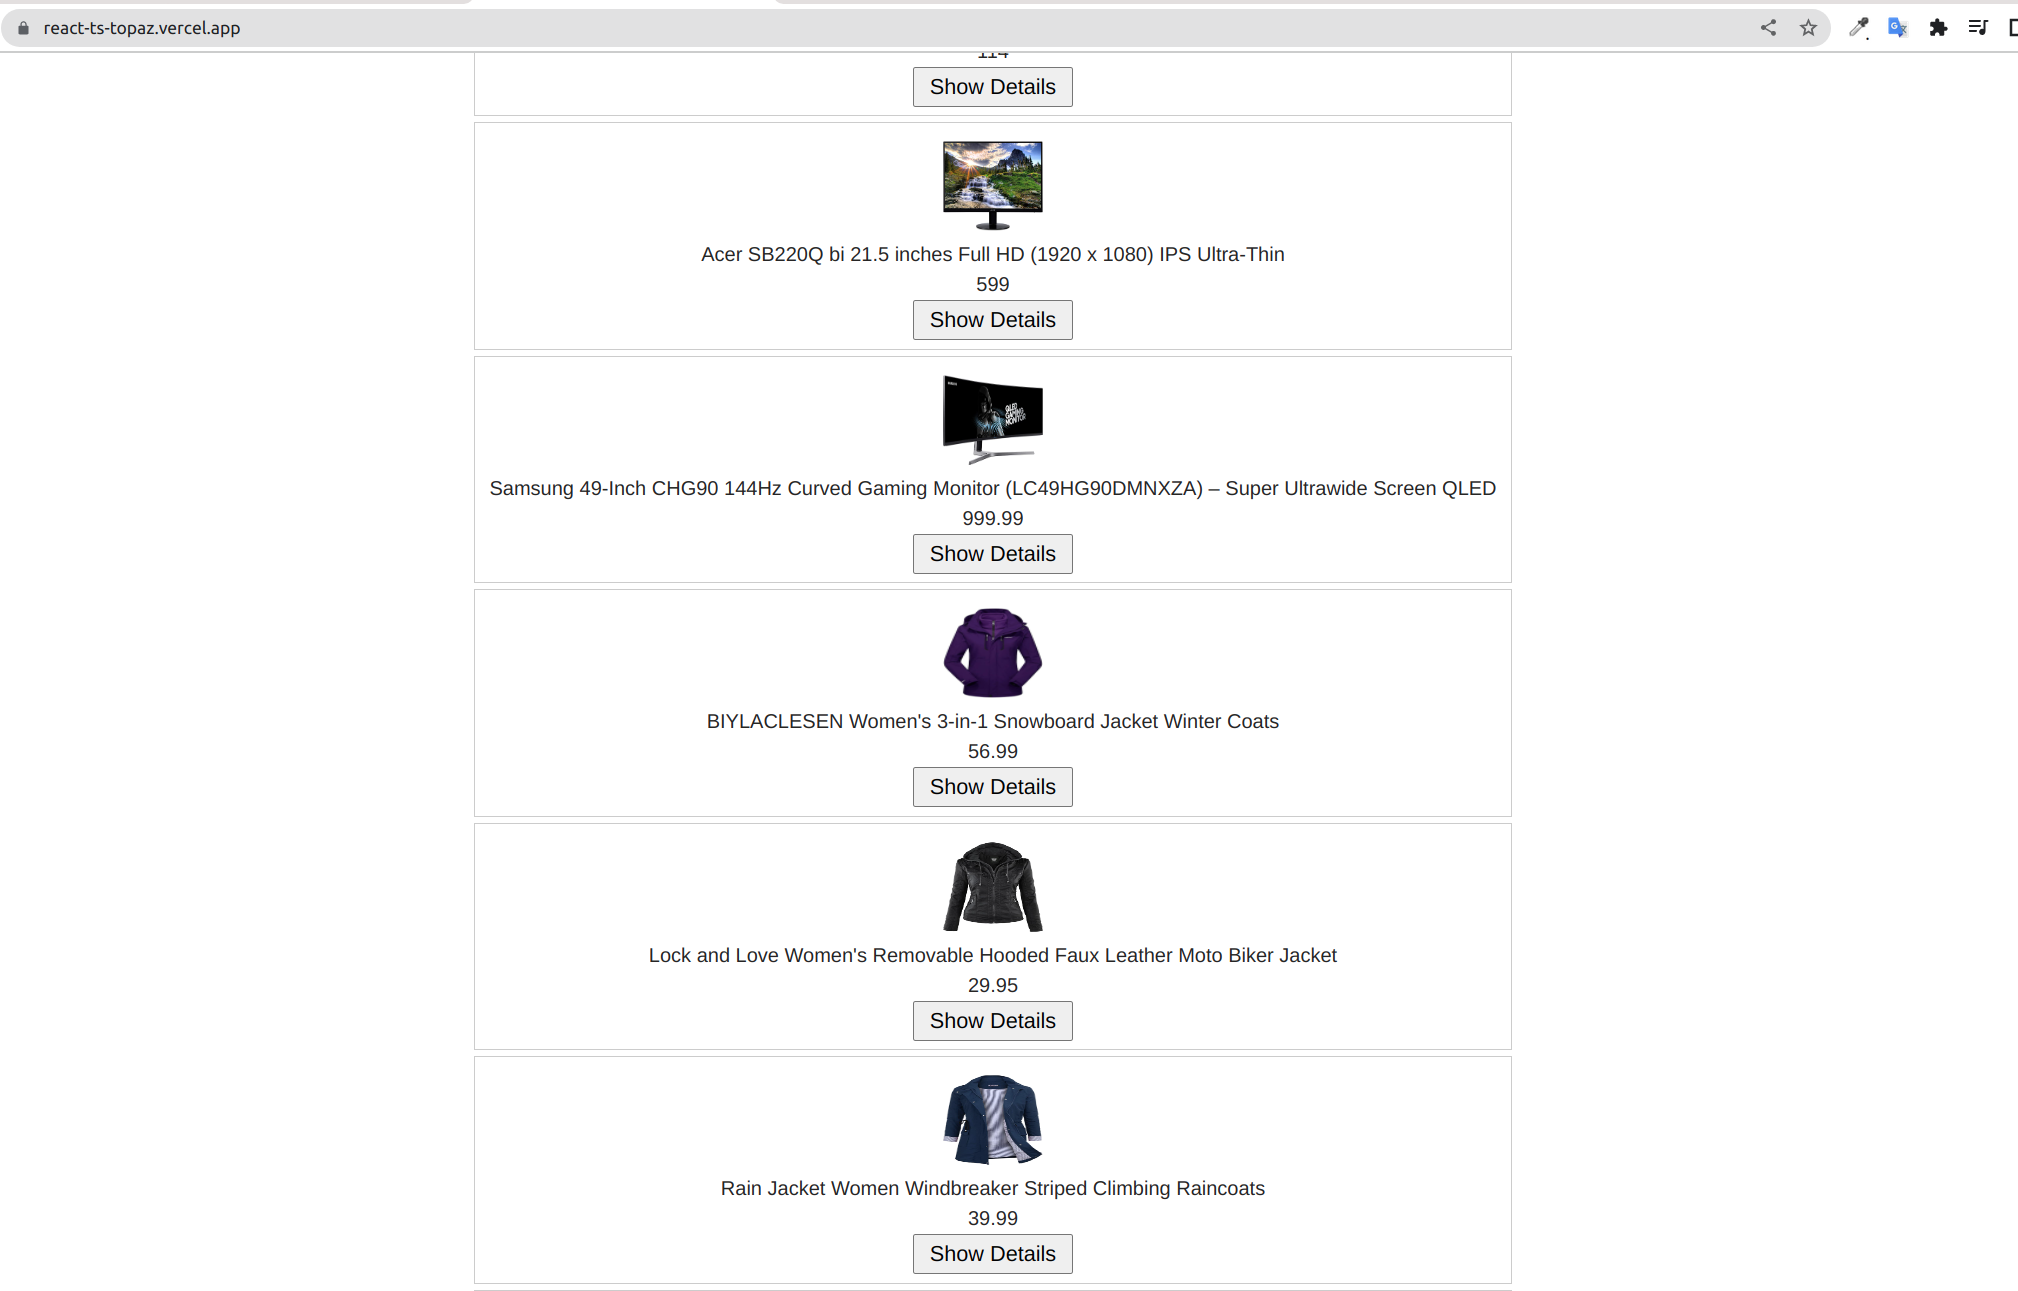 react-ts-topaz.vercel.app
114
Show Details
Acer SB220Q bi 21.5 inches Full HD (1920 x 1080) IPS Ultra-Thin
599
Show Details
QLED
GAMING
MONITOR
Samsung 49-Inch CHG90 144Hz Curved Gaming Monitor (LC49HG90DMNXZA) – Super Ultrawide Screen QLED
999.99
Show Details
BIYLACLESEN Women's 3-in-1 Snowboard Jacket Winter Coats
56.99
Show Details
Lock and Love Women's Removable Hooded Faux Leather Moto Biker Jacket
29.95
Show Details
Rain Jacket Women Windbreaker Striped Climbing Raincoats
39.99
Show Details